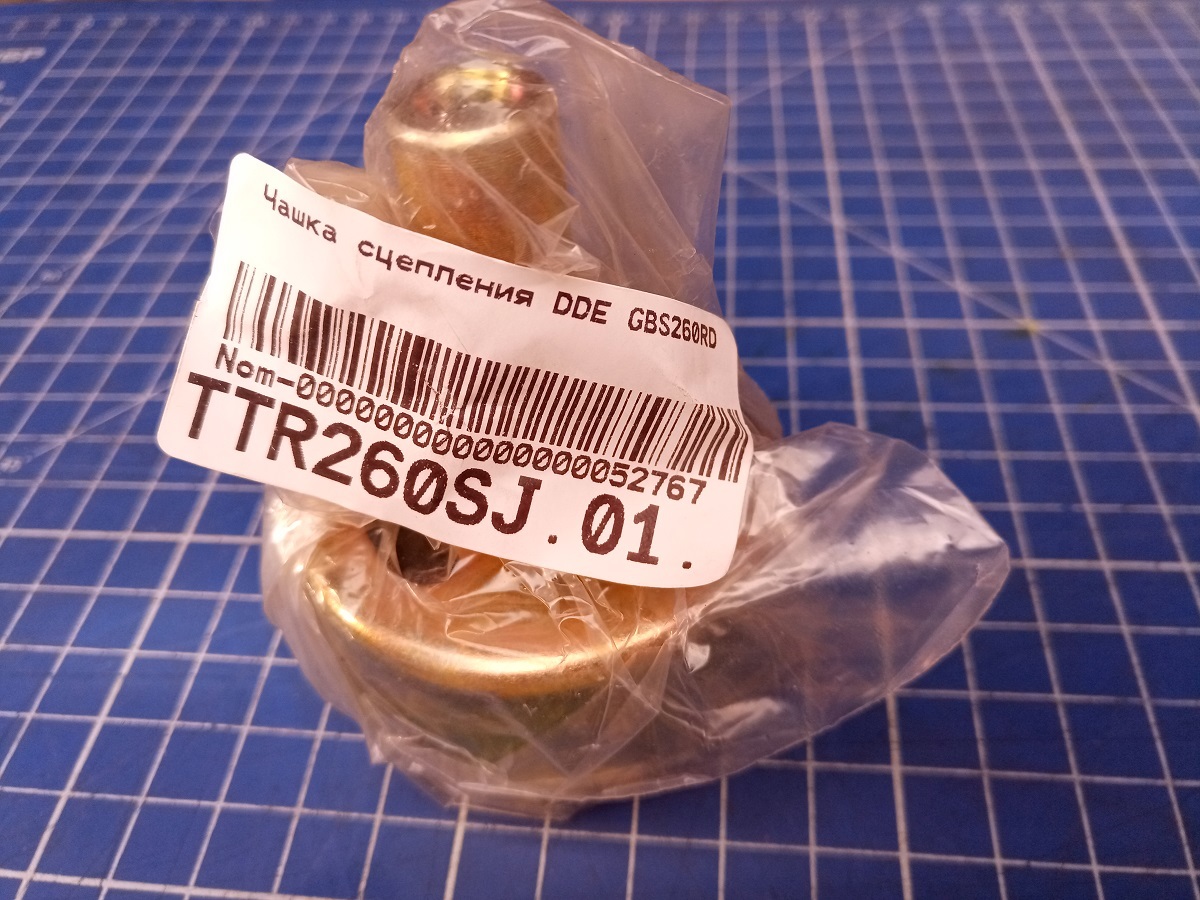 Чашка сцепления DDE GBS260RD
Nom-000000000000000052767
TTR260SJ.01.